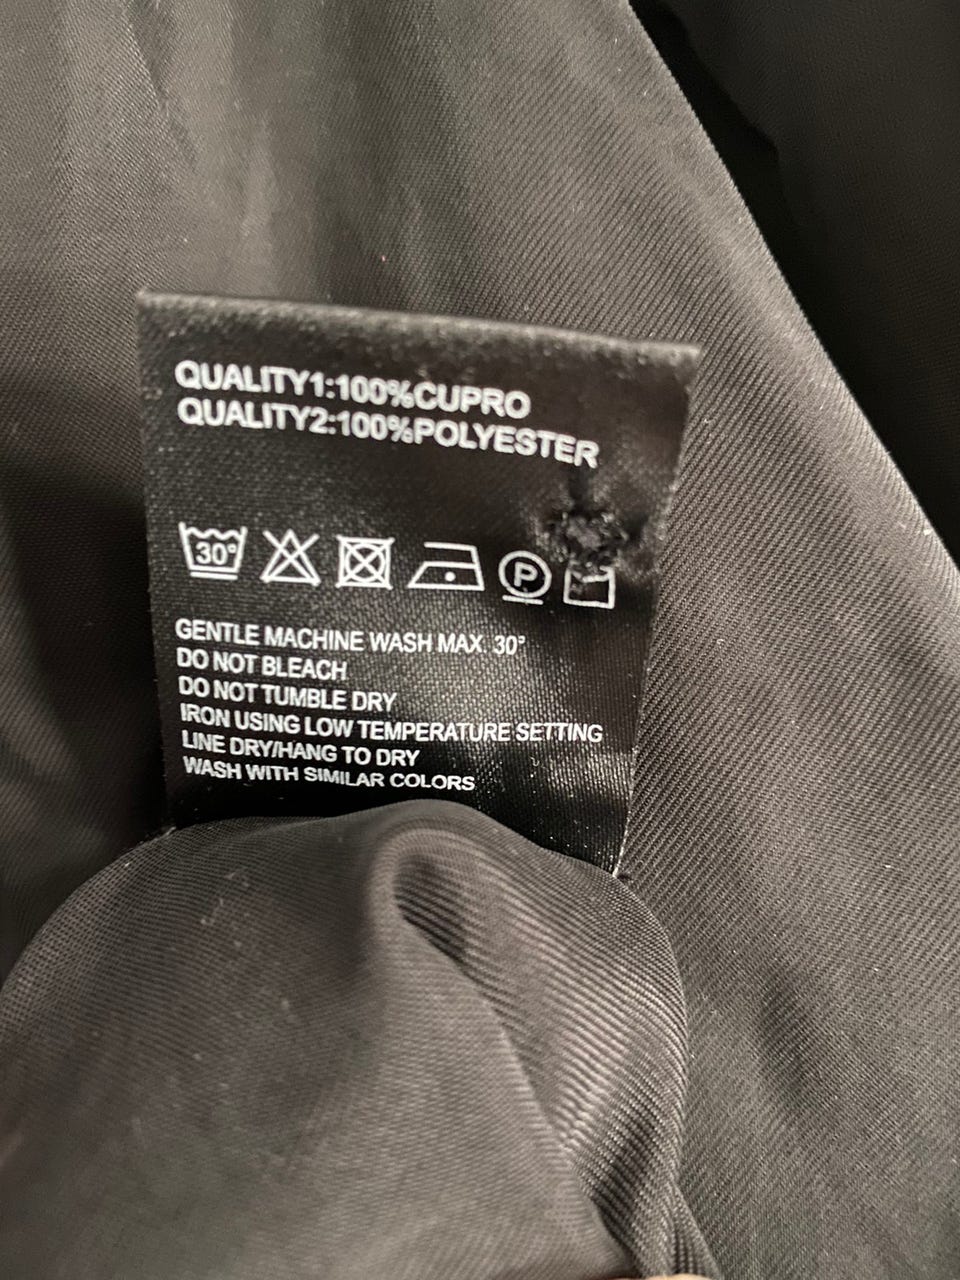 QUALITY1:100%CUPRO
QUALITY2:100%POLYESTER
30°
P
GENTLE MACHINE WASH MAX. 30°
DO NOT BLEACH
DO NOT TUMBLE DRY
IRON USING LOW TEMPERATURE SETTING
LINE DRY/HANG TO DRY
WASH WITH SIMILAR COLORS